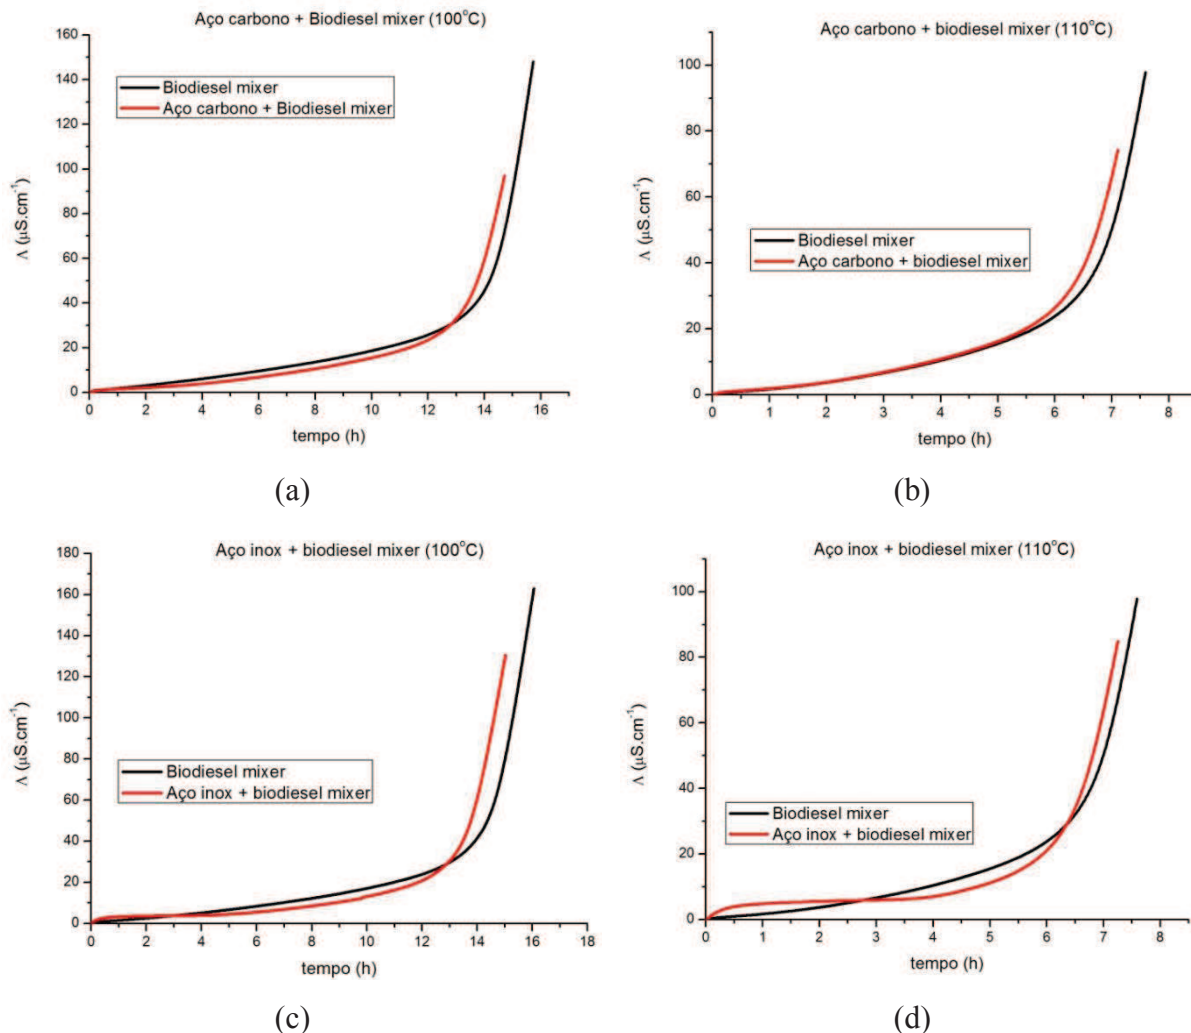 Aço carbono + Biodiesel mixer (100°C)
160
140
120
100
80
60
40
20
0
Λ (μS.cm⁻¹)
Biodiesel mixer
Aço carbono + Biodiesel mixer
0 2 4 6 8 10 12 14 16
tempo (h)
(a)
Aço carbono + biodiesel mixer (110°C)
100
80
60
40
20
0
Λ (μS.cm⁻¹)
Biodiesel mixer
Aço carbono + biodiesel mixer
0 1 2 3 4 5 6 7 8
tempo (h)
(b)
Aço inox + biodiesel mixer (100°C)
180
160
140
120
100
80
60
40
20
0
Λ (μS.cm⁻¹)
Biodiesel mixer
Aço inox + biodiesel mixer
0 2 4 6 8 10 12 14 16 18
tempo (h)
(c)
Aço inox + biodiesel mixer (110°C)
100
80
60
40
20
0
Λ (μS.cm⁻¹)
Biodiesel mixer
Aço inox + biodiesel mixer
0 1 2 3 4 5 6 7 8
tempo (h)
(d)